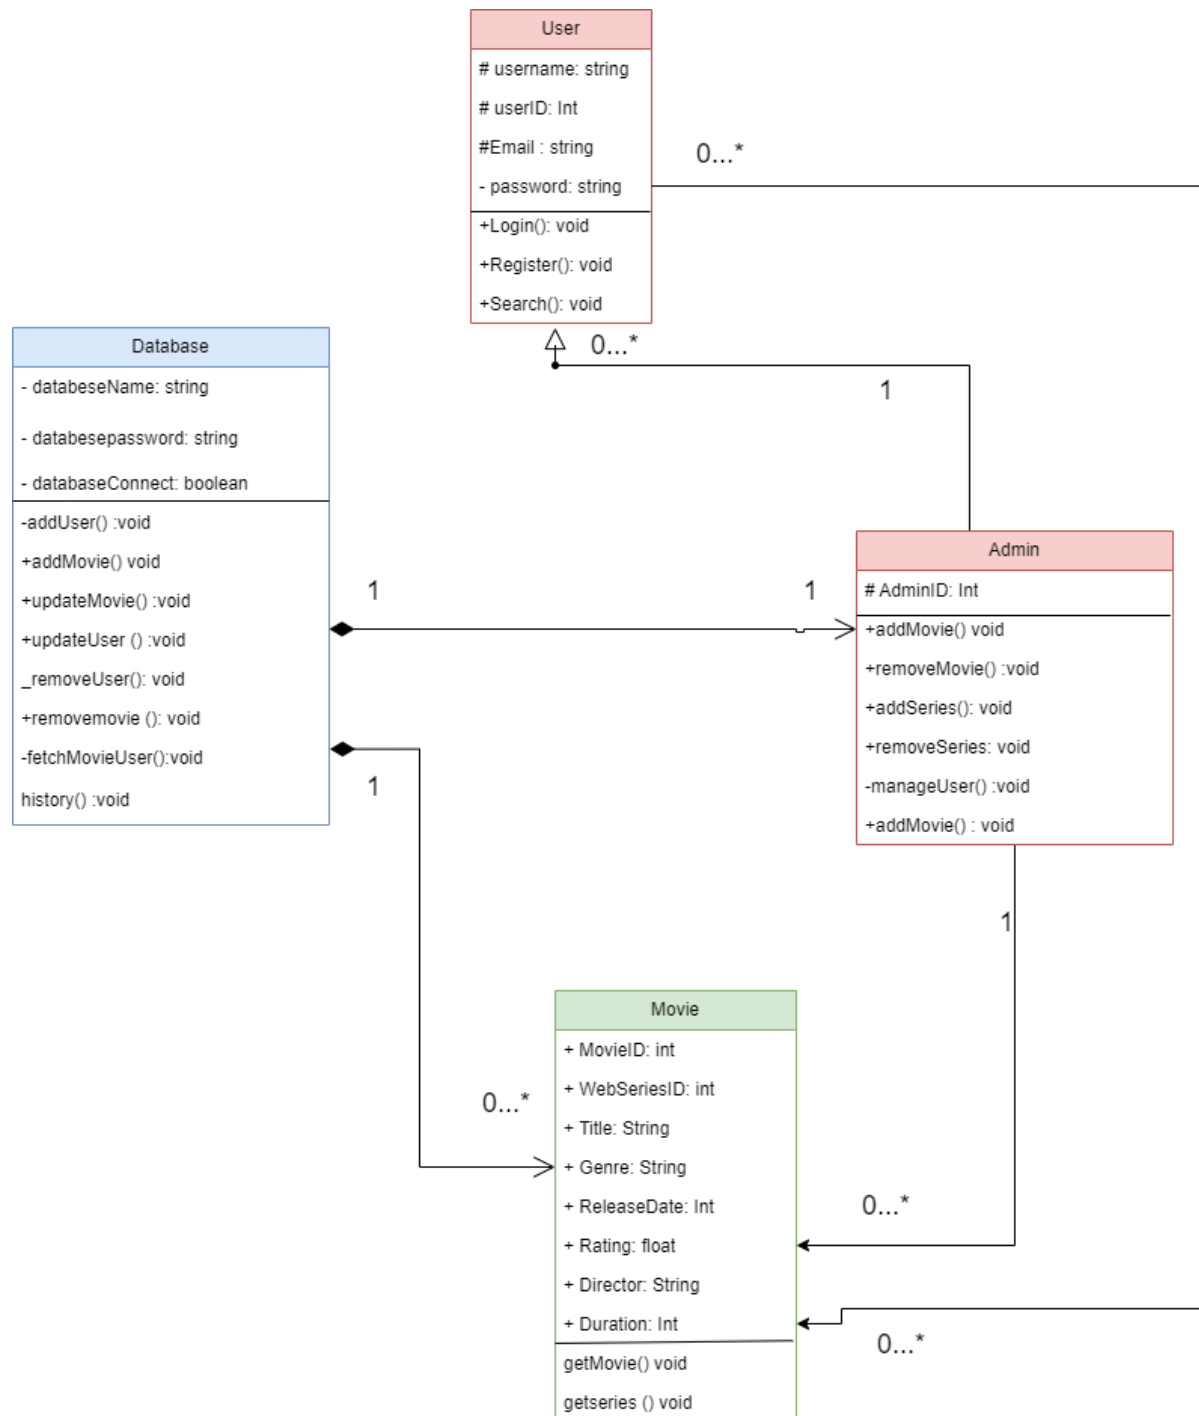 User
# username: string
# userID: Int
#Email : string
- password: string
+Login(): void
+Register(): void
+Search(): void
0...*
0...*
1
Database
- databeseName: string
- databesepassword: string
- databaseConnect: boolean
-addUser() :void
+addMovie() void
+updateMovie() :void
+updateUser () :void
_removeUser(): void
+removemovie (): void
-fetchMovieUser():void
history() :void
1
1
1
Admin
# AdminID: Int
+addMovie() void
+removeMovie() :void
+addSeries(): void
+removeSeries: void
-manageUser() :void
+addMovie() : void
1
Movie
+ MovieID: int
+ WebSeriesID: int
+ Title: String
+ Genre: String
+ ReleaseDate: Int
+ Rating: float
+ Director: String
+ Duration: Int
getMovie() void
getseries () void
0...*
0...*
0...*